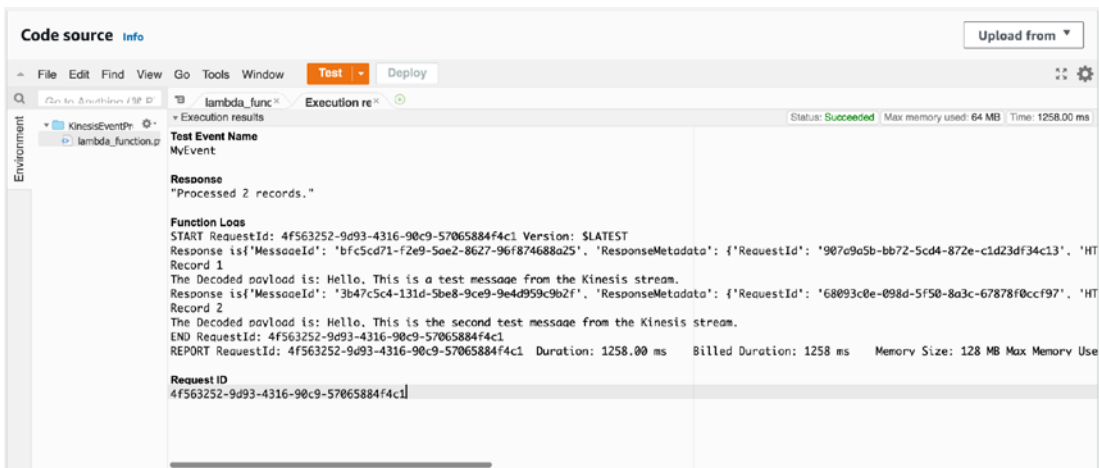 Code source Info
Upload from
File Edit Find View Go Tools Window Test Deploy
Go to Anything (⌘ P)
lambda_func Execution re
KinesisEventPr
lambda_function.p
Environment
Execution results
Status: Succeeded Max memory used: 64 MB Time: 1258.00 ms
Test Event Name
MyEvent
Response
"Processed 2 records."
Function Logs
START RequestId: 4f563252-9d93-4316-90c9-57065884f4c1 Version: $LATEST
Response is{'MessageId': 'bfc5cd71-f2e9-5ae2-8627-96f874688a25', 'ResponseMetadata': {'RequestId': '907a9a5b-bb72-5cd4-872e-c1d23df34c13', 'HT
Record 1
The Decoded payload is: Hello, This is a test message from the Kinesis stream.
Response is{'MessageId': '3b47c5c4-131d-5be8-9ce9-9e4d959c9b2f', 'ResponseMetadata': {'RequestId': '68093c0e-098d-5f50-8a3c-67878f0ccf97', 'HT
Record 2
The Decoded payload is: Hello, This is the second test message from the Kinesis stream.
END RequestId: 4f563252-9d93-4316-90c9-57065884f4c1
REPORT RequestId: 4f563252-9d93-4316-90c9-57065884f4c1 Duration: 1258.00 ms Billed Duration: 1258 ms Memory Size: 128 MB Max Memory Use
Request ID
4f563252-9d93-4316-90c9-57065884f4c1